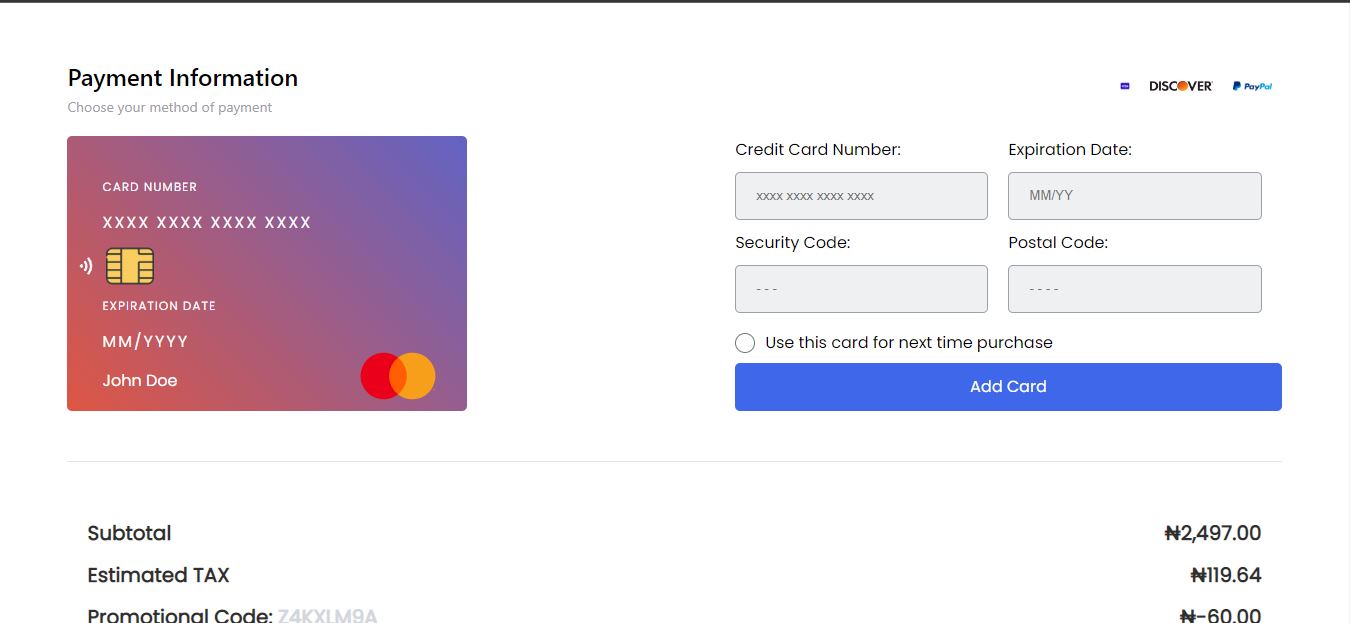 Payment Information
Choose your method of payment
DISCOVER
PayPal
CARD NUMBER
XXXX XXXX XXXX XXXX
EXPIRATION DATE
MM/YYYY
John Doe
Credit Card Number:
Expiration Date:
xxxx xxxx xxxx xxxx
MM/YY
Security Code:
Postal Code:
- - -
- - - -
Use this card for next time purchase
Add Card
Subtotal
₦2,497.00
Estimated TAX
₦119.64
Promotional Code: Z4KXLM9A
₦-60.00